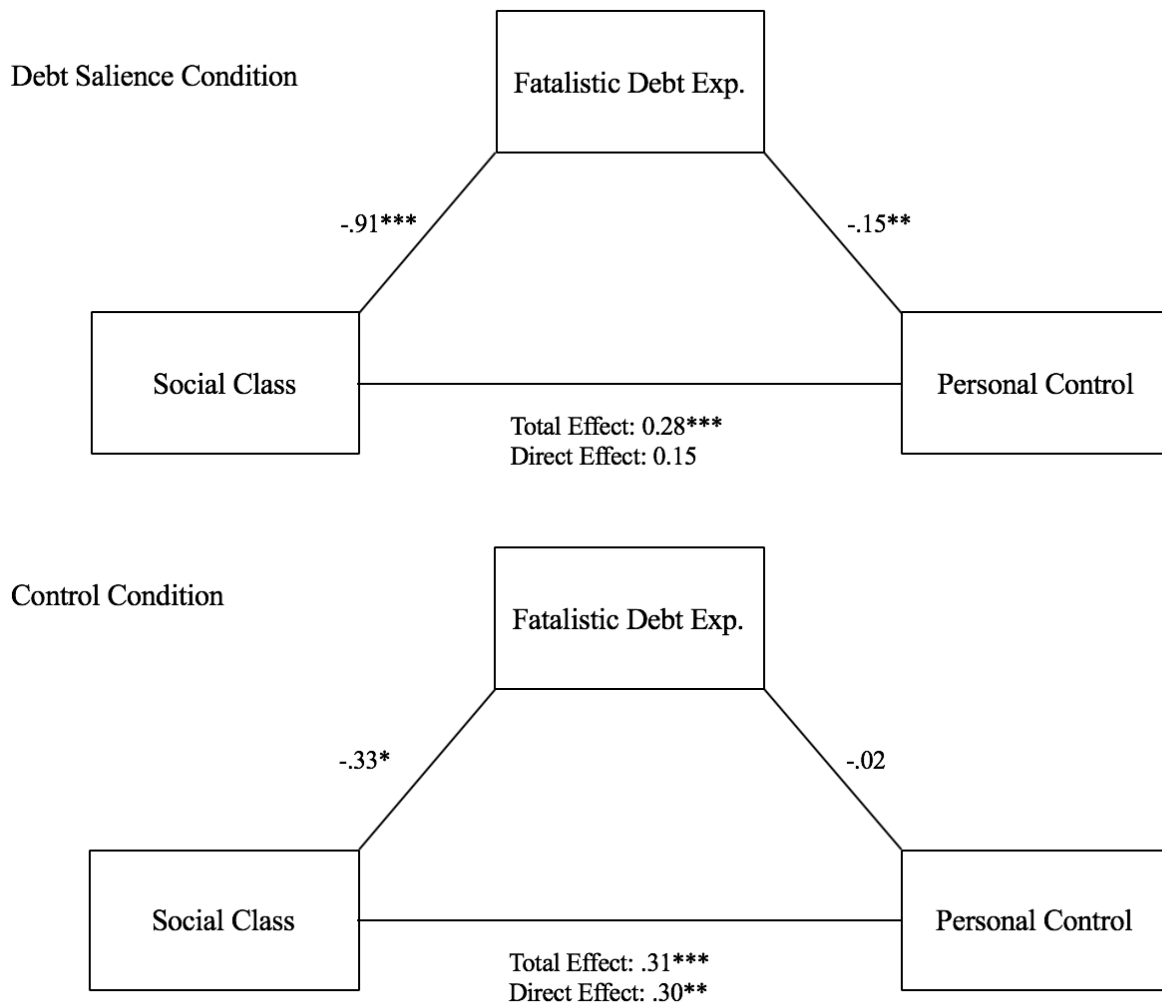 Debt Salience Condition
Fatalistic Debt Exp.
-.91***
-.15**
Social Class
Personal Control
Total Effect: 0.28***
Direct Effect: 0.15
Control Condition
Fatalistic Debt Exp.
-.33*
-.02
Social Class
Personal Control
Total Effect: .31***
Direct Effect: .30**